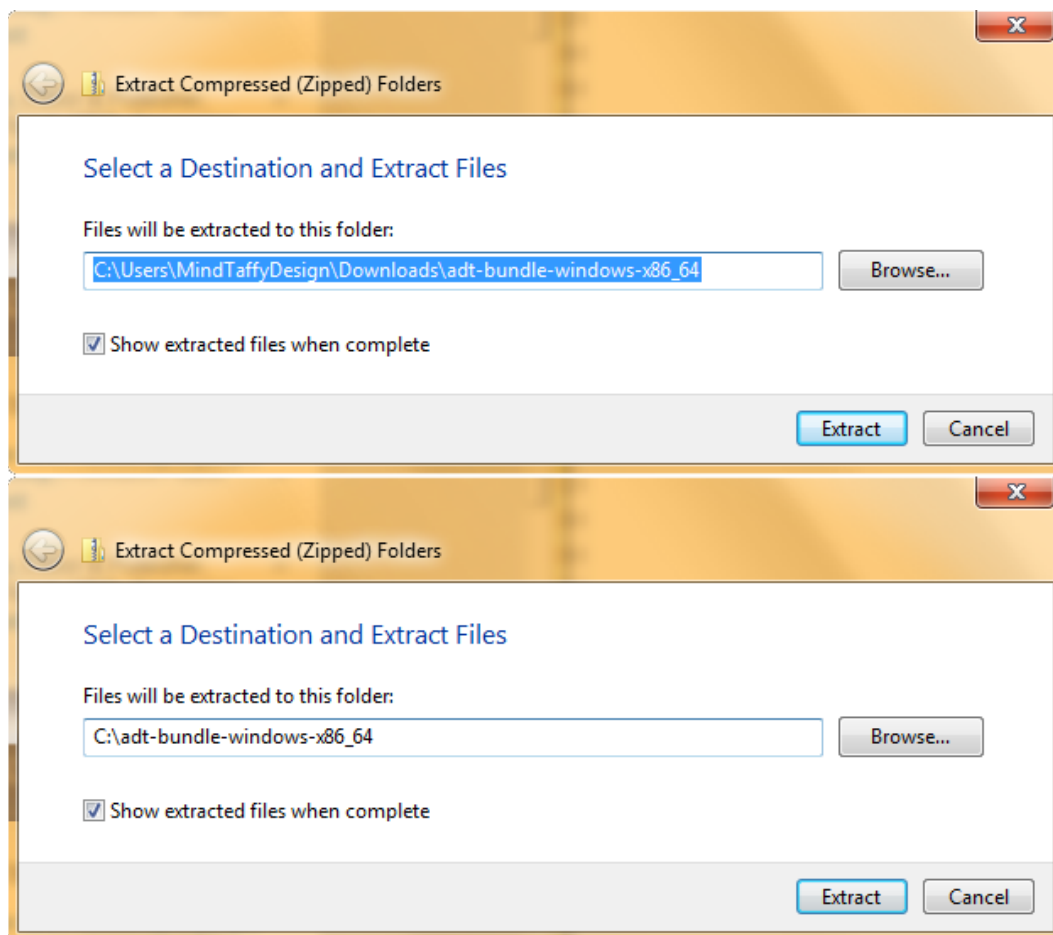 Extract Compressed (Zipped) Folders
Select a Destination and Extract Files
Files will be extracted to this folder:
C:\Users\MindTaffyDesign\Downloads\adt-bundle-windows-x86_64 Browse...
Show extracted files when complete
Extract Cancel
Extract Compressed (Zipped) Folders
Select a Destination and Extract Files
Files will be extracted to this folder:
C:\adt-bundle-windows-x86_64 Browse...
Show extracted files when complete
Extract Cancel